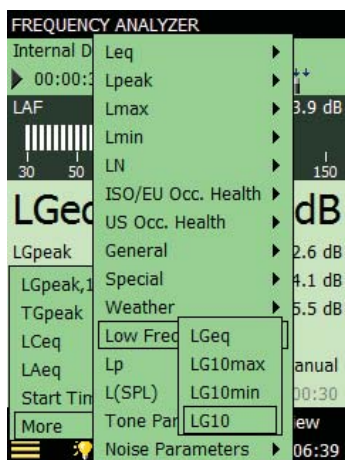 FREQUENCY ANALYZER
Internal D
00:00:3
LAF
3.9 dB
30 50 150
LGeq dB
LGpeak 2.6 dB
4.1 dB
5.5 dB
anual
00:30
iew
06:39
LGpeak,1
TGpeak
LCeq
LAeq
Start Tim
More
Leq
Lpeak
Lmax
Lmin
LN
ISO/EU Occ. Health
US Occ. Health
General
Special
Weather
Low Freq
Lp
L(SPL)
Tone Par
Noise Parameters
LGeq
LG10max
LG10min
LG10